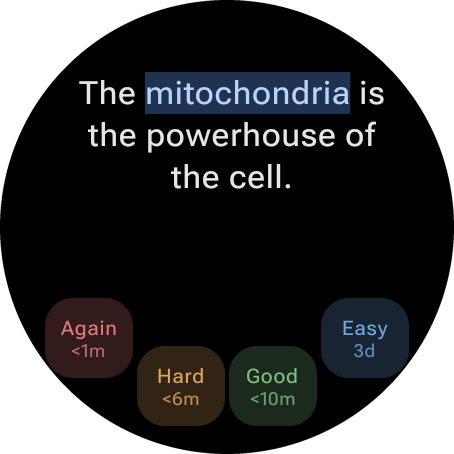 The mitochondria is
the powerhouse of
the cell.
Again
<1m
Hard
<6m
Good
<10m
Easy
3d